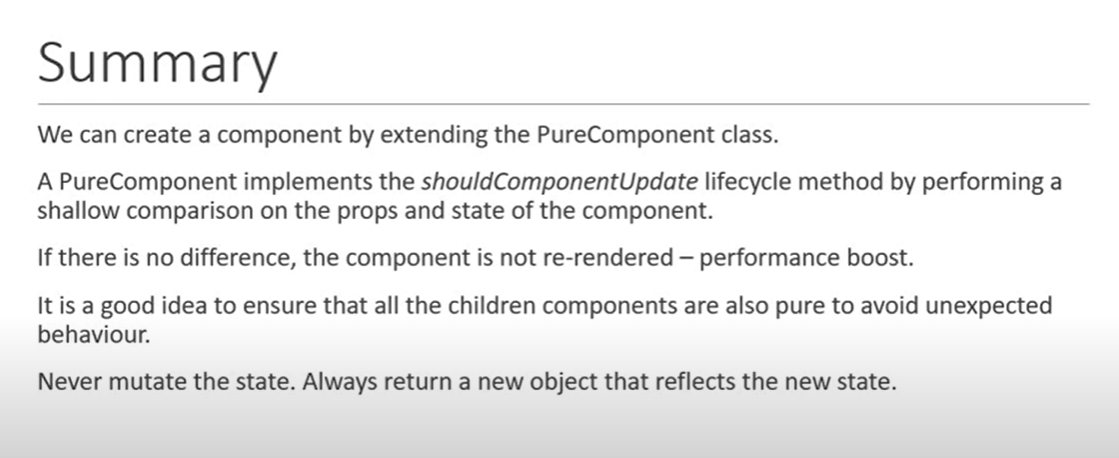 Summary
We can create a component by extending the PureComponent class.
A PureComponent implements the shouldComponentUpdate lifecycle method by performing a
shallow comparison on the props and state of the component.
If there is no difference, the component is not re-rendered – performance boost.
It is a good idea to ensure that all the children components are also pure to avoid unexpected
behaviour.
Never mutate the state. Always return a new object that reflects the new state.